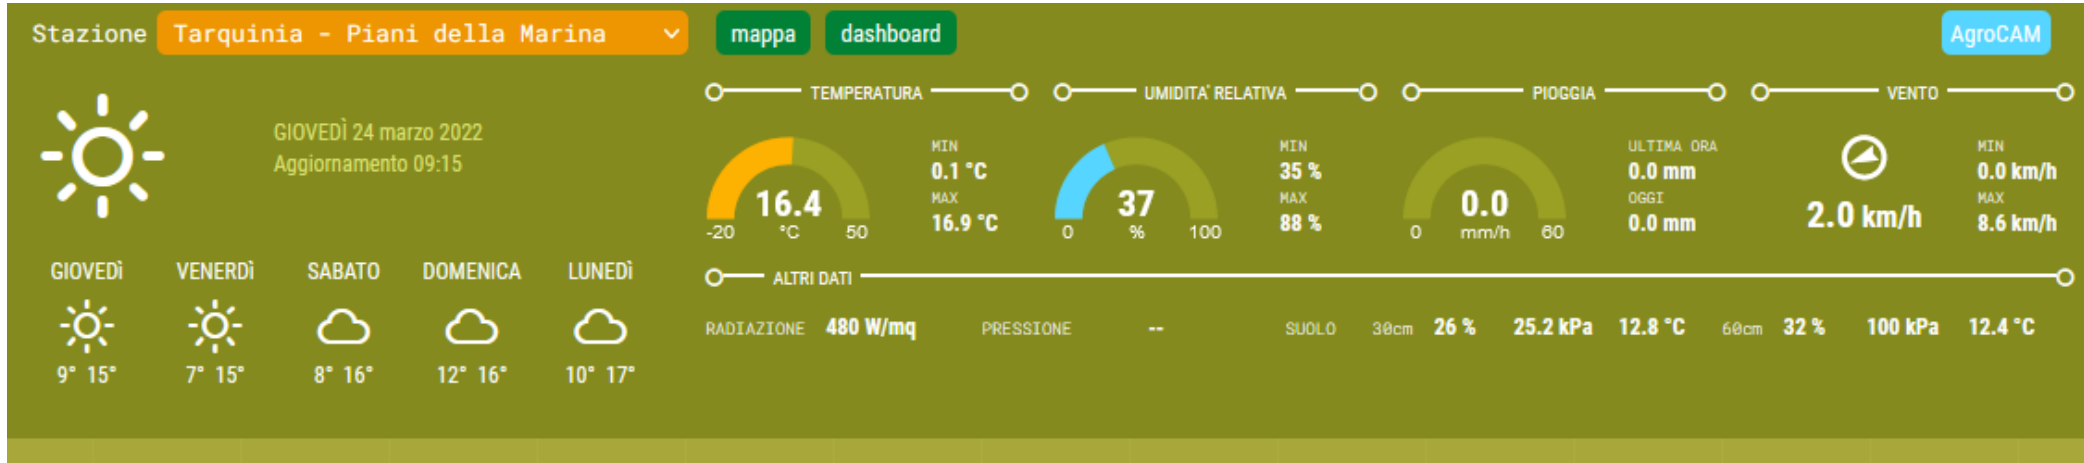 Stazione Tarquinia - Piani della Marina mappa dashboard AgroCAM
GIOVEDÌ 24 marzo 2022
Aggiornamento 09:15
GIOVEDÌ VENERDÌ SABATO DOMENICA LUNEDÌ
9° 15° 7° 15° 8° 16° 12° 16° 10° 17°
TEMPERATURA
16.4
-20 °C 50
MIN
0.1 °C
MAX
16.9 °C
UMIDITA' RELATIVA
37
0 % 100
MIN
35 %
MAX
88 %
PIOGGIA
0.0
0 mm/h 60
ULTIMA ORA
0.0 mm
OGGI
0.0 mm
VENTO
2.0 km/h
MIN
0.0 km/h
MAX
8.6 km/h
ALTRI DATI
RADIAZIONE 480 W/mq PRESSIONE -- SUOLO 30cm 26 % 25.2 kPa 12.8 °C 60cm 32 % 100 kPa 12.4 °C